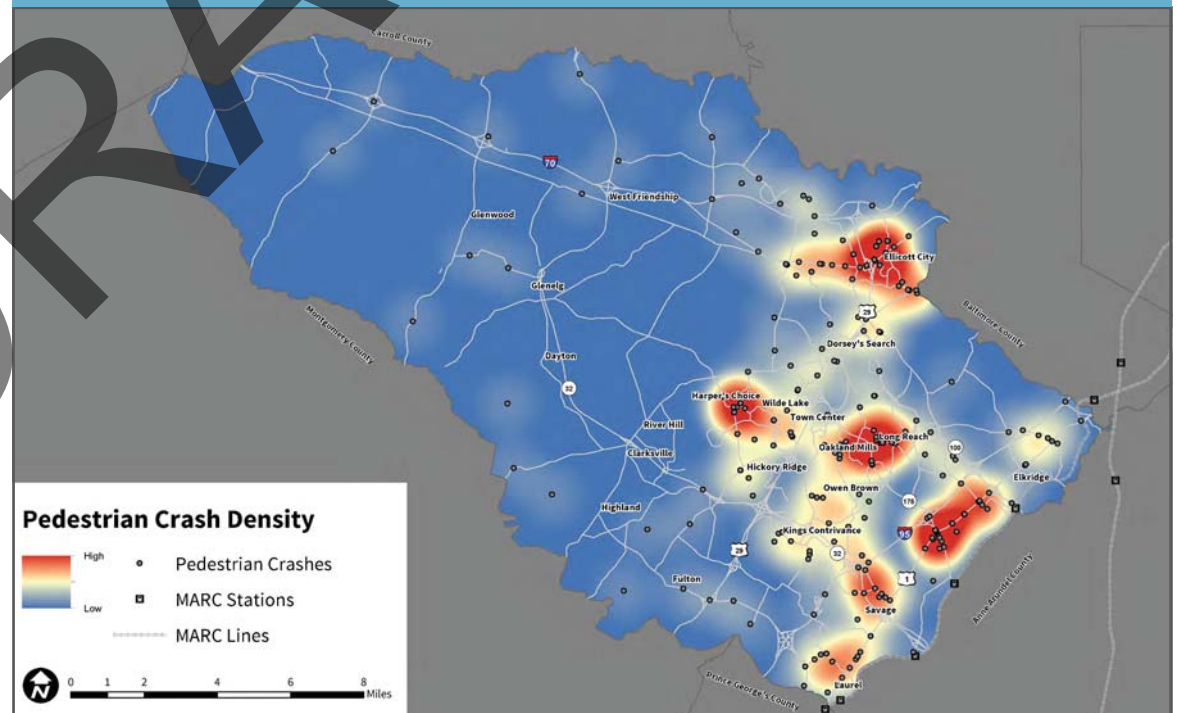 Carroll County
70
West Friendship
Glenwood
Ellicott City
Glenelg
Montgomery County
29
Baltimore County
Dorsey's Search
Dayton
32
Harper's Choice
Wilde Lake
Town Center
River Hill
Long Reach
Oakland Mills
100
Clarksville
Hickory Ridge
Elkridge
Owen Brown
175
Highland
Kings Contrivance
95
29
32
Fulton
1
Savage
Anne Arundel County
Laurel
Prince George's County
Pedestrian Crash Density
High
Low
Pedestrian Crashes
MARC Stations
MARC Lines
N
0 1 2 4 6 8
Miles